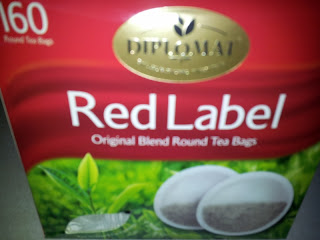 160
Round Tea Bags
DIPLOMAT
Red Label
Original Blend Round Tea Bags